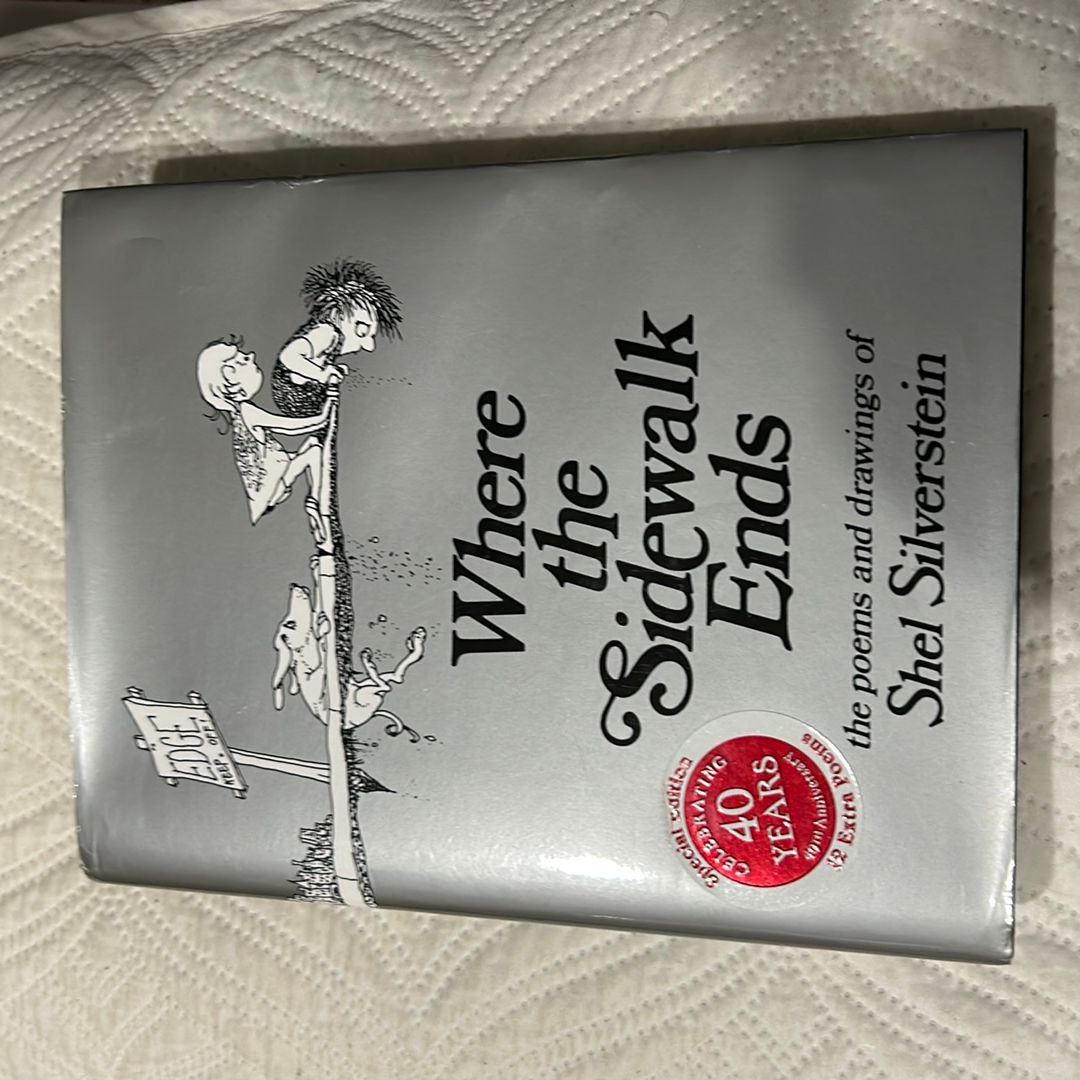 EDGE
KEEP OFF!
Where
the
Sidewalk
Ends
the poems and drawings of
Shel Silverstein
Special Edition
CELEBRATING
40
YEARS
40th Anniversary
12 Extra Poems